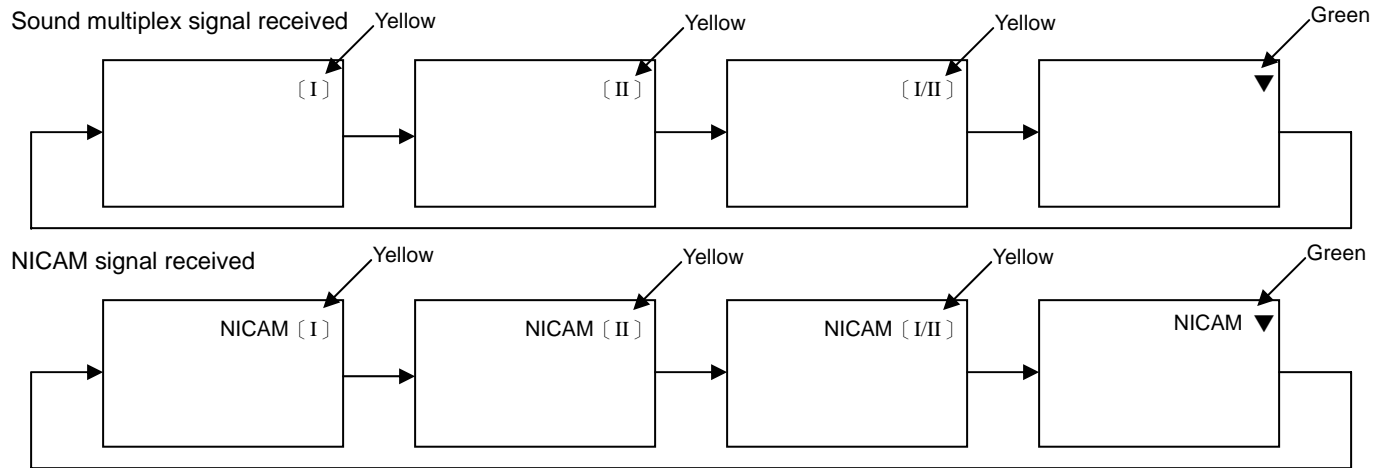 Sound multiplex signal received
Yellow
Yellow
Yellow
Green
〔I〕
〔II〕
〔I/II〕
▼
NICAM signal received
Yellow
Yellow
Yellow
Green
NICAM〔I〕
NICAM〔II〕
NICAM〔I/II〕
NICAM ▼